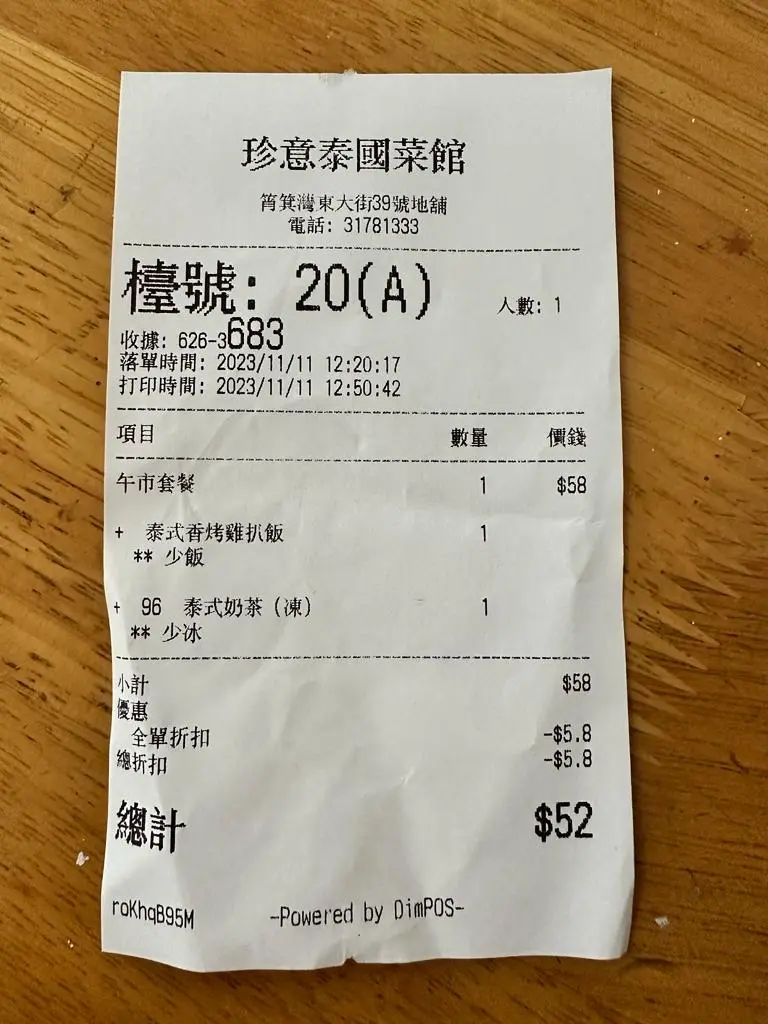 珍意泰國菜館
筲箕灣東大街39號地舖
電話: 31781333
檯號: 20(A) 人數: 1
收據: 626-3683
落單時間: 2023/11/11 12:20:17
打印時間: 2023/11/11 12:50:42
項目 數量 價錢
午市套餐 1 $58
+ 泰式香烤雞扒飯 1
** 少飯
+ 96 泰式奶茶(凍) 1
** 少冰
小計 $58
優惠
全單折扣 -$5.8
總折扣 -$5.8
總計 $52
roKhqB95M -Powered by DimPOS-